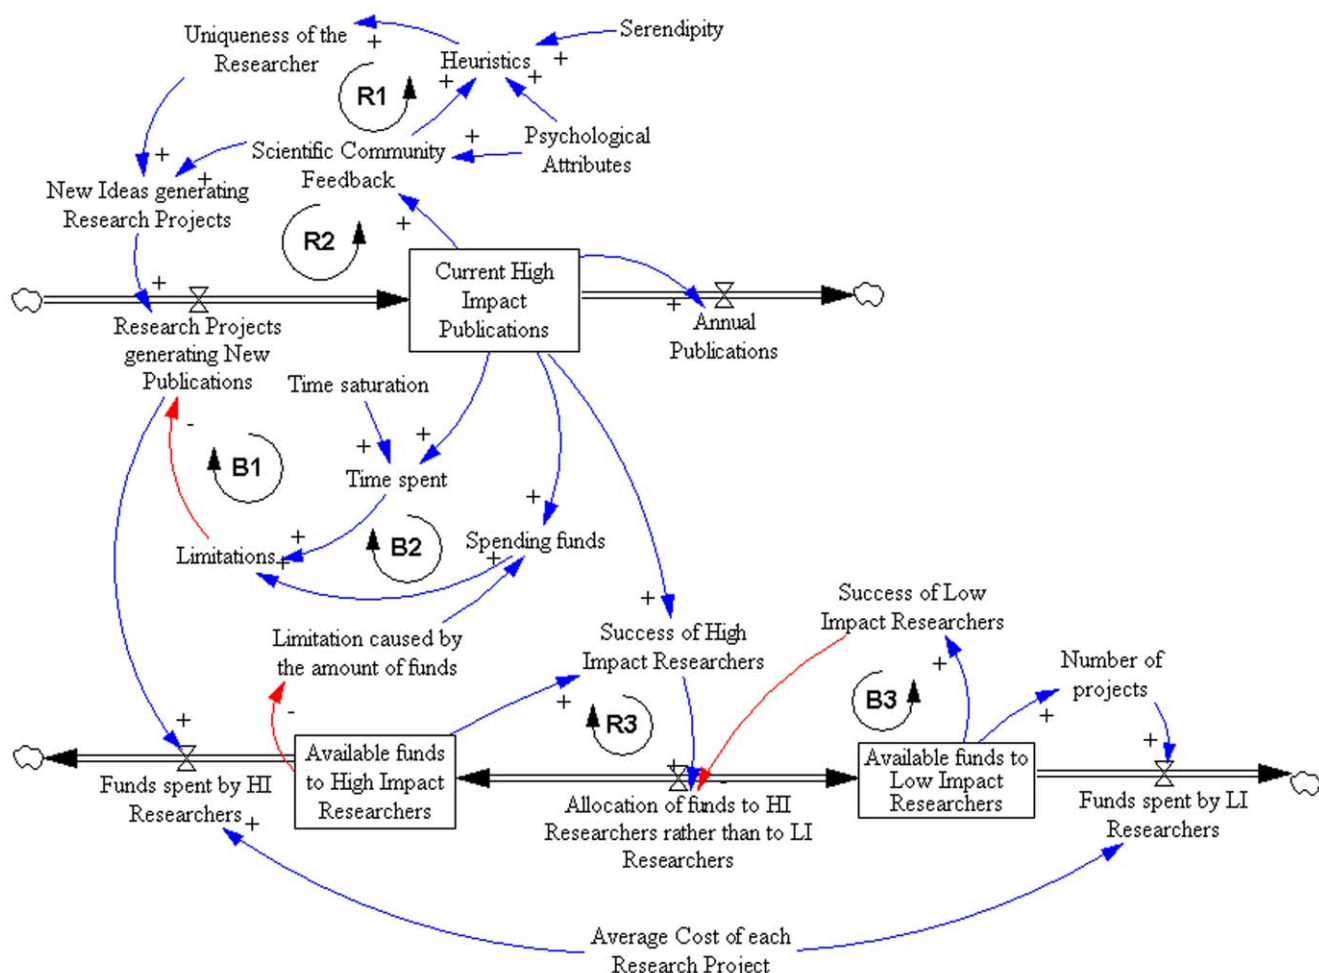 Uniqueness of the
Researcher
+
Serendipity
Heuristics
+
+
+
R1
Scientific Community
Feedback
+
Psychological
Attributes
+
+
New Ideas generating
Research Projects
R2
+
Current High
Impact
Publications
+
Research Projects
generating New
Publications
+
Annual
Publications
Time saturation
-
B1
+
+
Time spent
+
B2
Spending funds
+
Limitations
+
+
Limitation caused by
the amount of funds
+
Success of High
Impact Researchers
Success of Low
Impact Researchers
+
Number of
projects
+
-
+
R3
B3
+
+
Available funds
to High Impact
Researchers
+
-
Available funds to
Low Impact
Researchers
Funds spent by HI
Researchers
+
Allocation of funds to HI
Researchers rather than to LI
Researchers
Funds spent by LI
Researchers
Average Cost of each
Research Project